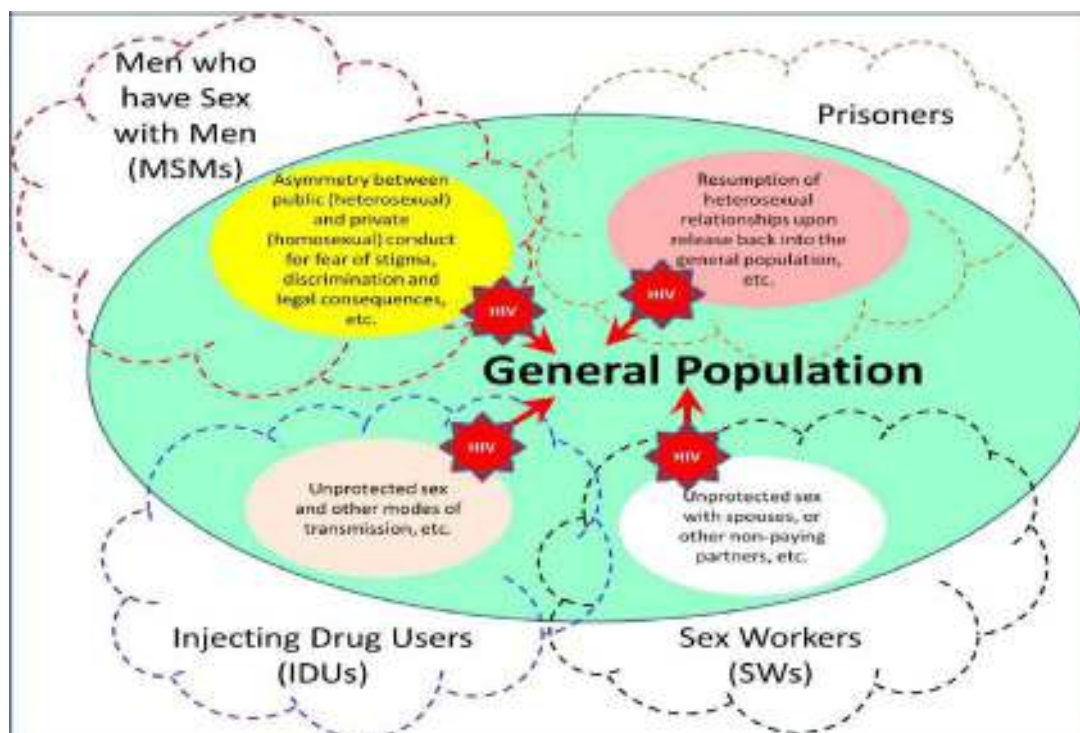 Men who
have Sex
with Men
(MSMs)
Prisoners
Asymmetry between
public (heterosexual)
and private
(homosexual) conduct
for fear of stigma,
discrimination and
legal consequences,
etc.
Resumption of
heterosexual
relationships upon
release back into the
general population,
etc.
HIV
HIV
General Population
HIV
HIV
Unprotected sex
and other modes of
transmission, etc.
Unprotected sex
with spouses, or
other non-paying
partners, etc.
Injecting Drug Users
(IDUs)
Sex Workers
(SWs)